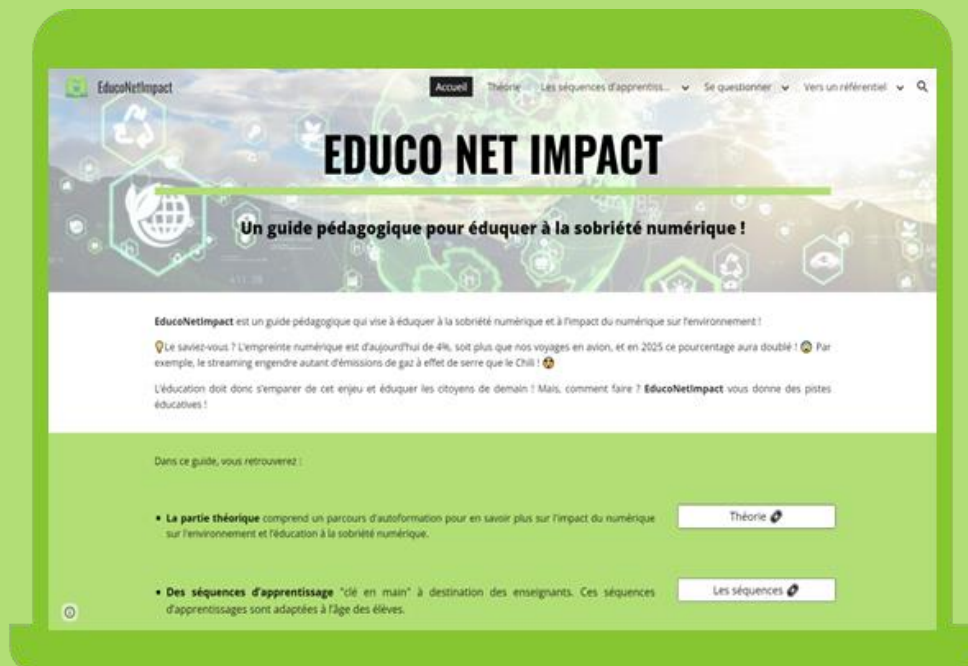 EducoNetImpact
Accueil
Théorie
Les séquences d'apprentiss...
Se questionner
Vers un référentiel
EDUCO NET IMPACT
Un guide pédagogique pour éduquer à la sobriété numérique !
EducoNetImpact est un guide pédagogique qui vise à éduquer à la sobriété numérique et à l'impact du numérique sur l'environnement !
💡Le saviez-vous ? L'empreinte numérique est d'aujourd'hui de 4%, soit plus que nos voyages en avion, et en 2025 ce pourcentage aura doublé ! 😱 Par
exemple, le streaming engendre autant d'émissions de gaz à effet de serre que le Chili ! 🤯
L'éducation doit donc s'emparer de cet enjeu et éduquer les citoyens de demain ! Mais, comment faire ? EducoNetImpact vous donne des pistes
éducatives !
Dans ce guide, vous retrouverez :
• La partie théorique comprend un parcours d'autoformation pour en savoir plus sur l'impact du numérique
sur l'environnement et l'éducation à la sobriété numérique.
Théorie
• Des séquences d'apprentissage "clé en main" à destination des enseignants. Ces séquences
d'apprentissages sont adaptées à l'âge des élèves.
Les séquences